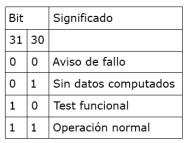 Bit Significado
31 30
0 0 Aviso de fallo
0 1 Sin datos computados
1 0 Test funcional
1 1 Operación normal